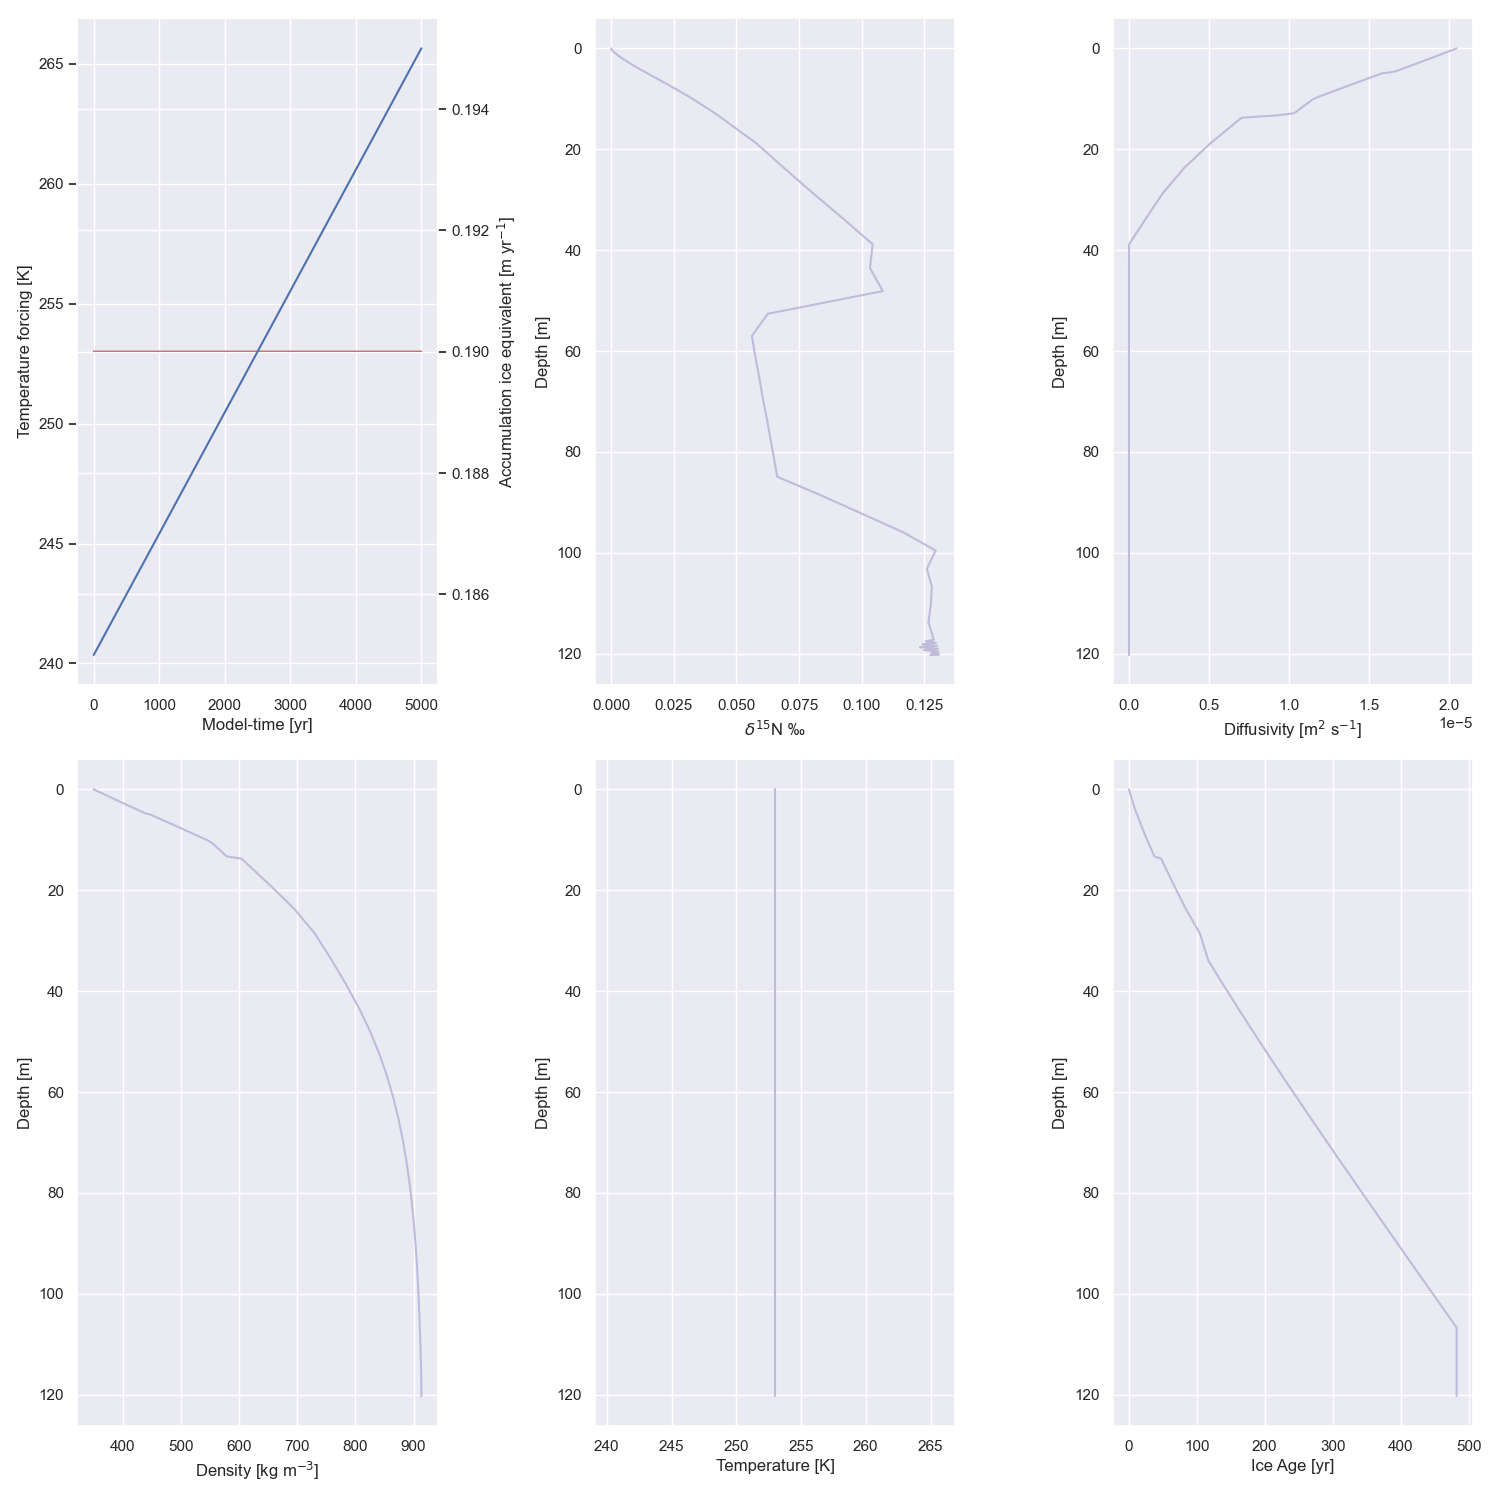 265
260
255
250
245
240
Temperature forcing [K]
0.194
0.192
0.190
0.188
0.186
Accumulation ice equivalent [m yr⁻¹]
0 1000 2000 3000 4000 5000
Model-time [yr]
0
20
40
60
80
100
120
Depth [m]
0.000 0.025 0.050 0.075 0.100 0.125
δ¹⁵N ‰
0
20
40
60
80
100
120
Depth [m]
0.0 0.5 1.0 1.5 2.0
1e−5
Diffusivity [m² s⁻¹]
0
20
40
60
80
100
120
Depth [m]
400 500 600 700 800 900
Density [kg m⁻³]
0
20
40
60
80
100
120
Depth [m]
240 245 250 255 260 265
Temperature [K]
0
20
40
60
80
100
120
Depth [m]
0 100 200 300 400 500
Ice Age [yr]